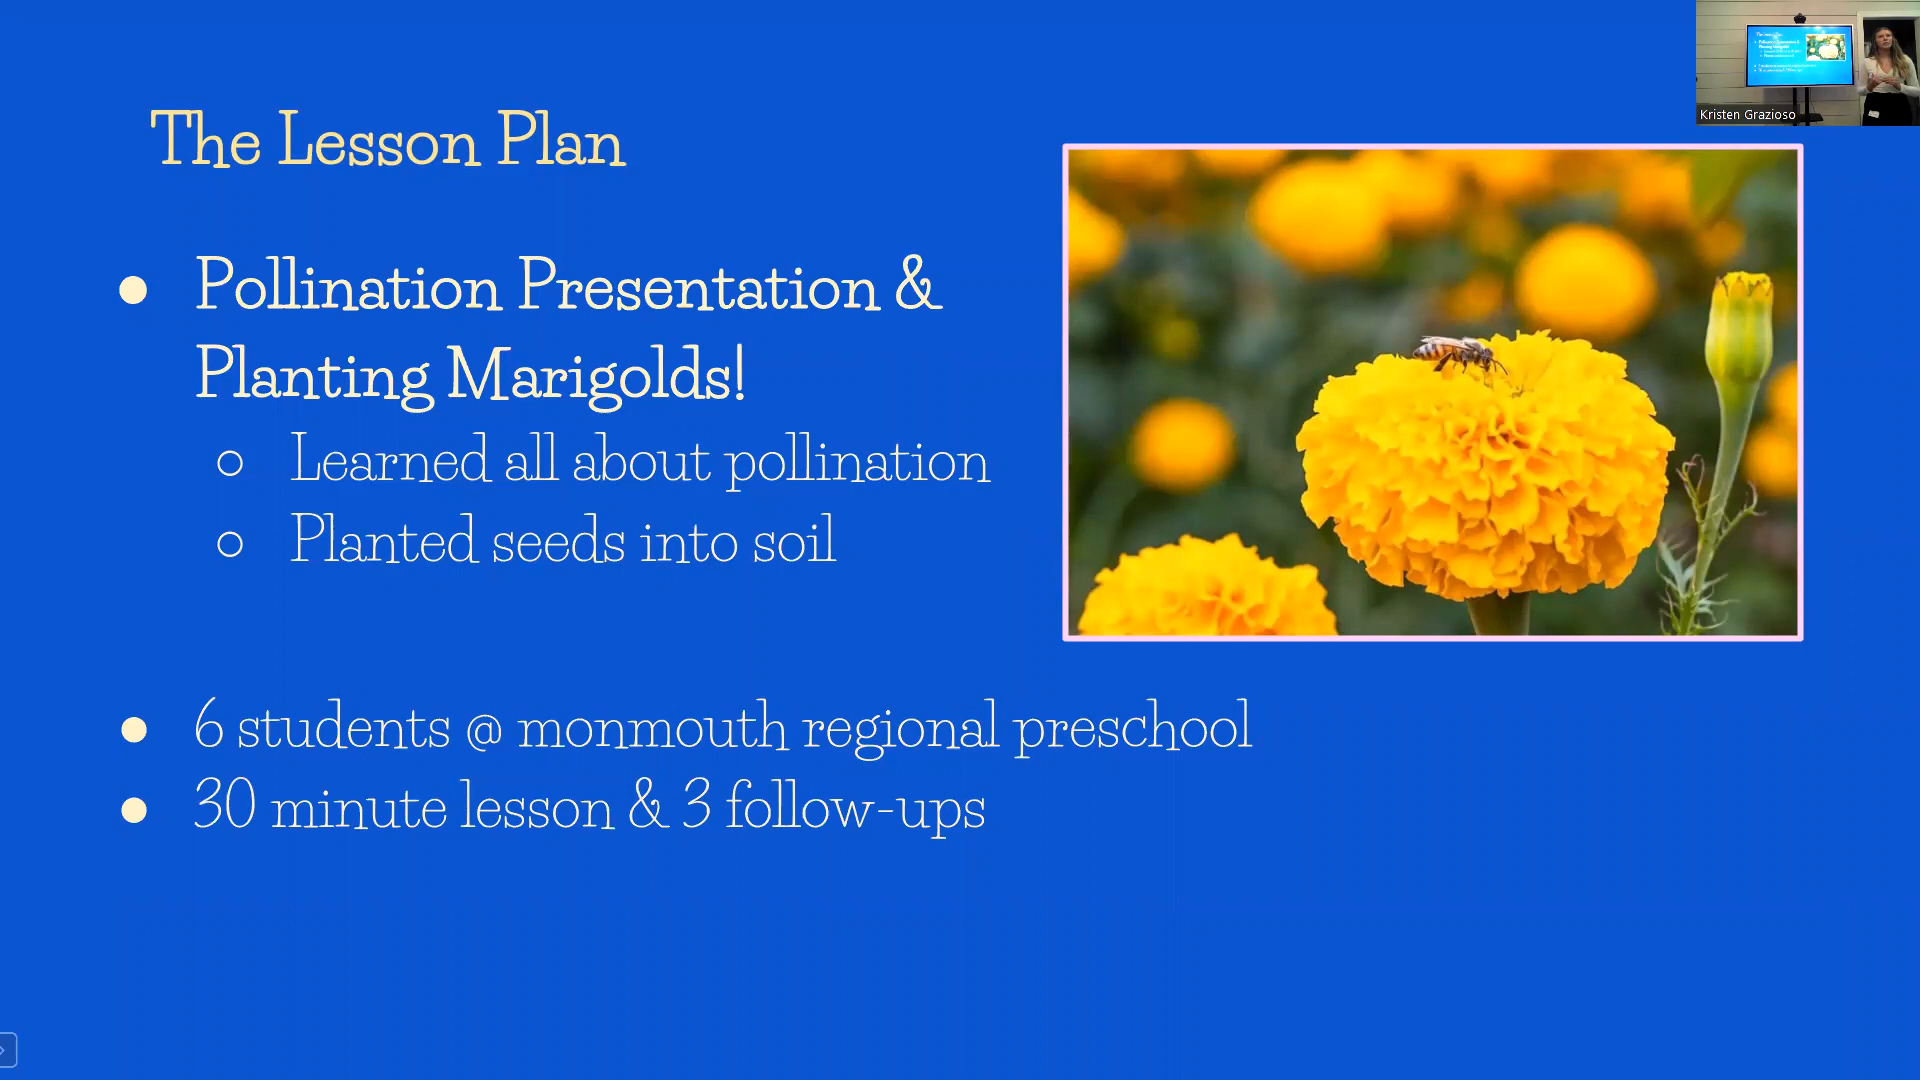 The Lesson Plan
Pollination Presentation &
Planting Marigolds!
Learned all about pollination
Planted seeds into soil
6 students @ monmouth regional preschool
30 minute lesson & 3 follow-ups
Kristen Grazioso